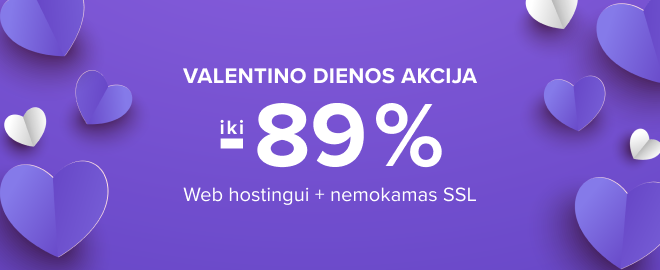 VALENTINO DIENOS AKCIJA
iki
-89%
Web hostingui + nemokamas SSL